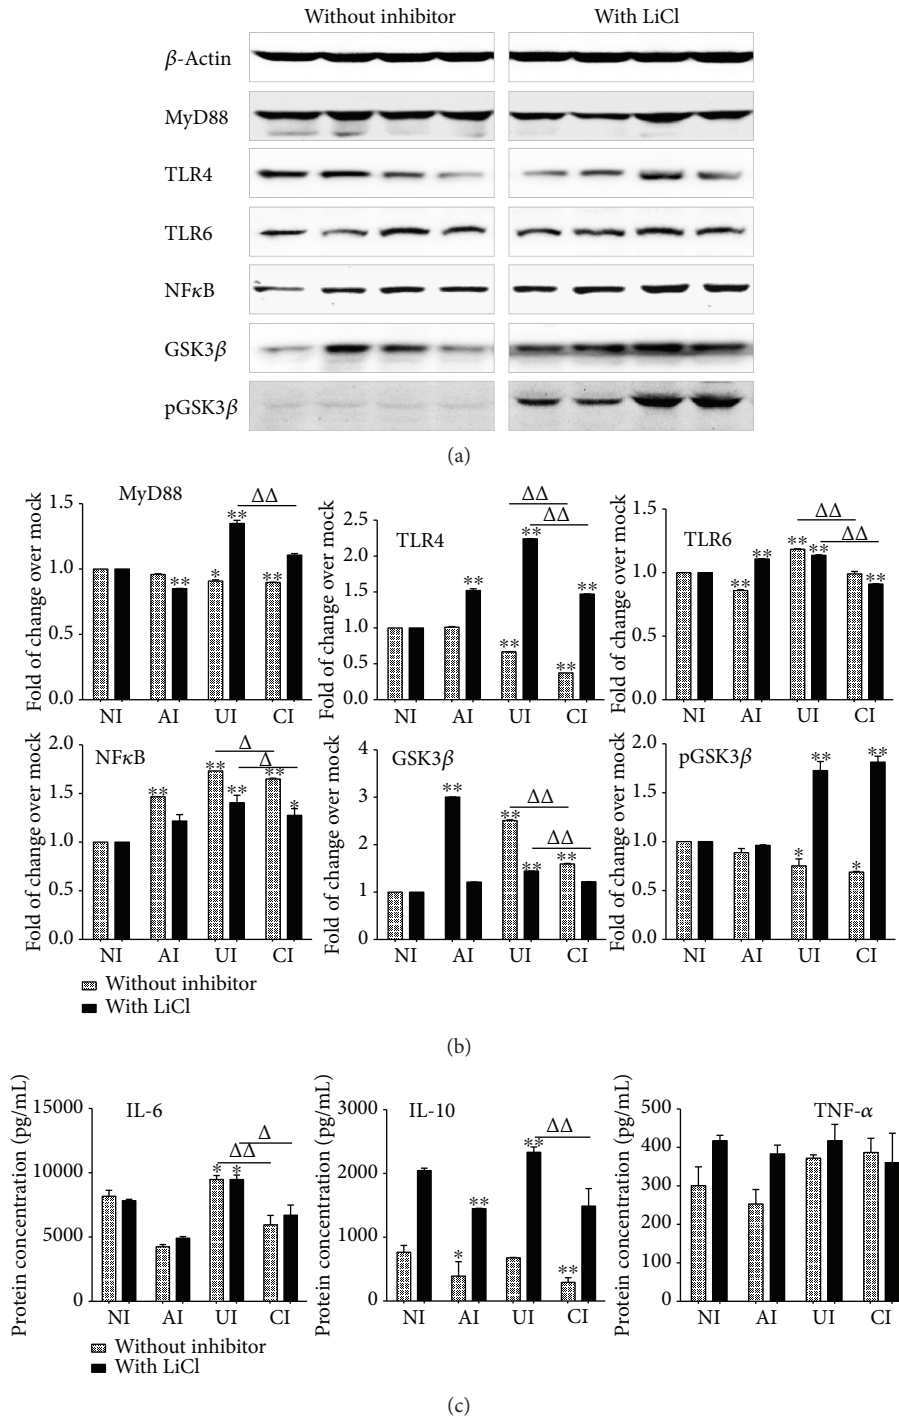 Without inhibitor With LiCl
β-Actin
MyD88
TLR4
TLR6
NFκB
GSK3β
pGSK3β
(a)
Fold of change over mock
1.5
1.0
0.5
0.0
MyD88
** * ** ** ΔΔ
NI AI UI CI
Fold of change over mock
2.5
2.0
1.5
1.0
0.5
0.0
TLR4
** ** ** ** ** ΔΔ ΔΔ
NI AI UI CI
Fold of change over mock
1.5
1.0
0.5
0.0
TLR6
** ** ** ** ** ΔΔ ΔΔ
NI AI UI CI
Fold of change over mock
2.0
1.5
1.0
0.5
0.0
NFκB
** ** ** ** * Δ Δ
NI AI UI CI
Fold of change over mock
4
3
2
1
0
GSK3β
** ** ** ** ΔΔ ΔΔ
NI AI UI CI
Fold of change over mock
2.0
1.5
1.0
0.5
0.0
pGSK3β
* ** * **
NI AI UI CI
Without inhibitor
With LiCl
(b)
Protein concentration (pg/mL)
15000
10000
5000
0
IL-6
* * ΔΔ Δ
NI AI UI CI
Protein concentration (pg/mL)
3000
2000
1000
0
IL-10
* ** ** ** ΔΔ
NI AI UI CI
Protein concentration (pg/mL)
500
400
300
400
300
0
TNF-α
NI AI UI CI
Without inhibitor
With LiCl
(c)